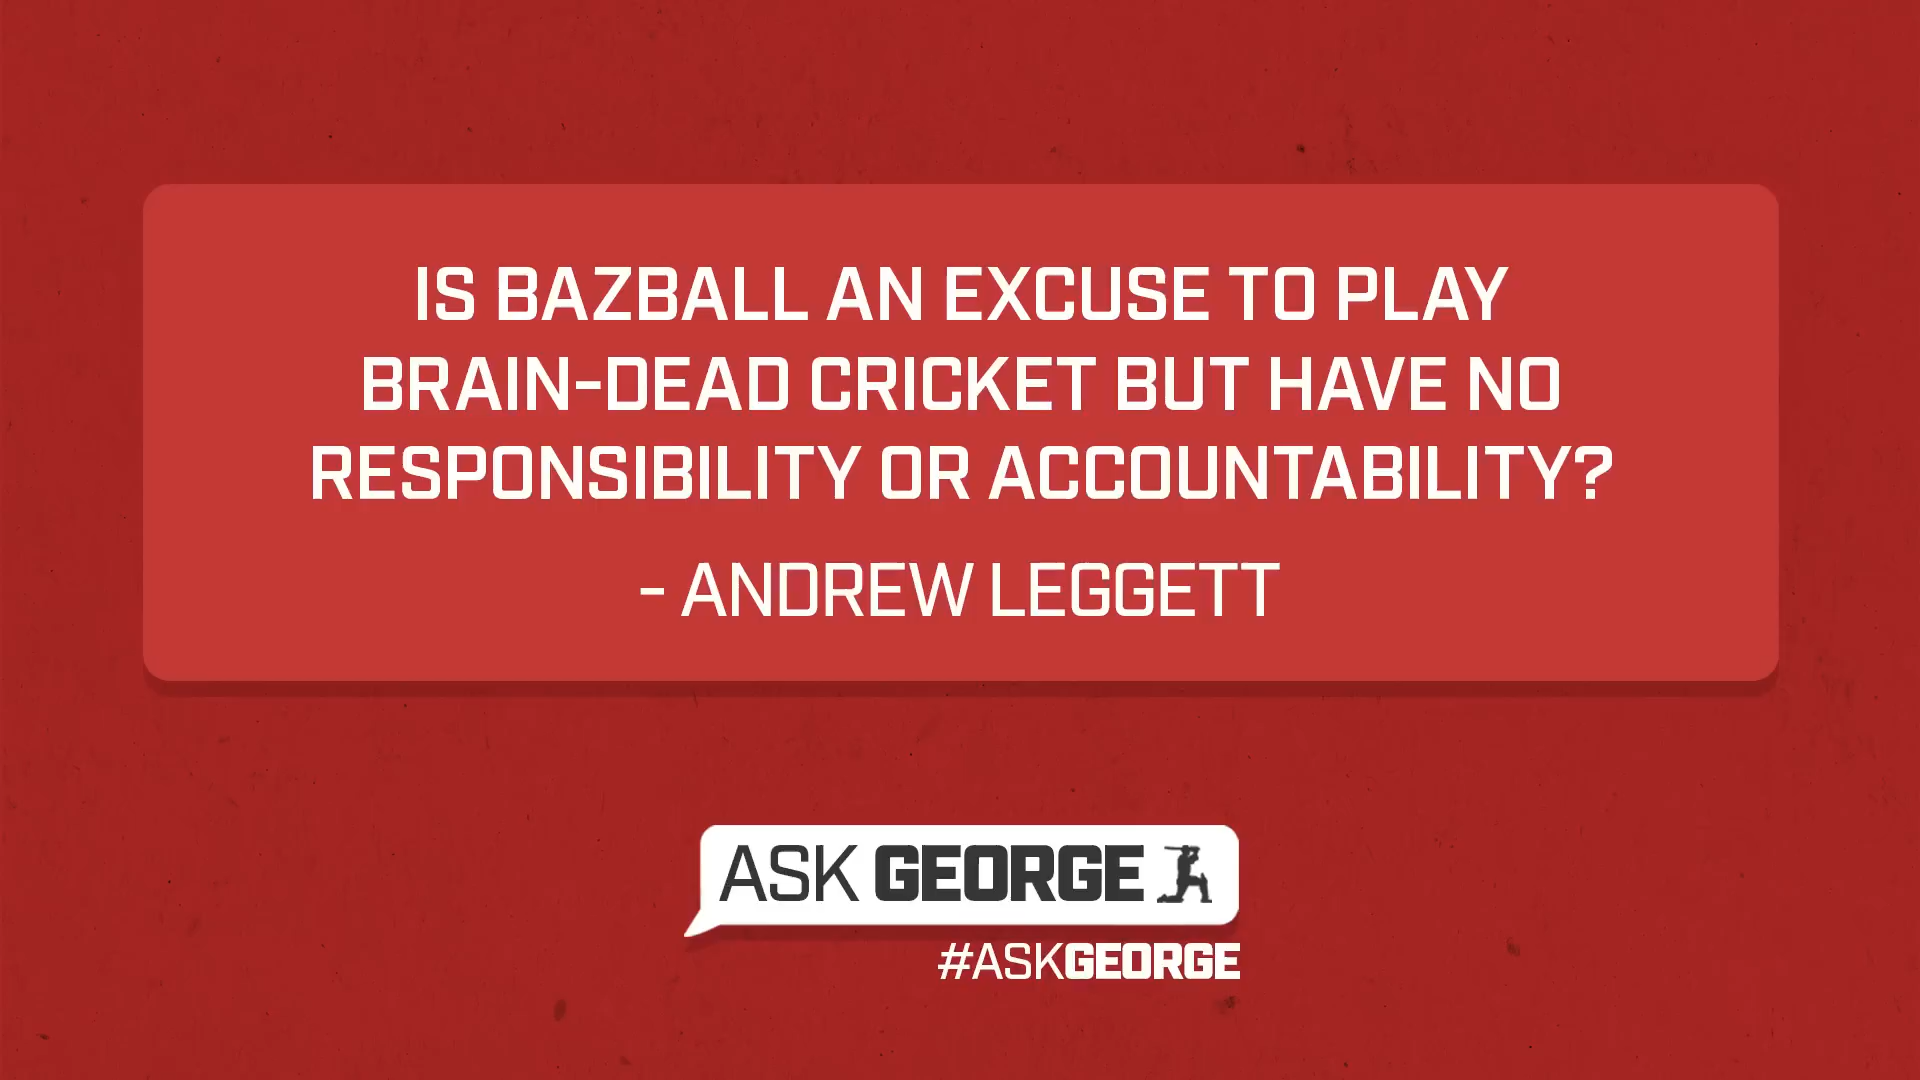 IS BAZBALL AN EXCUSE TO PLAY
BRAIN-DEAD CRICKET BUT HAVE NO
RESPONSIBILITY OR ACCOUNTABILITY?
- ANDREW LEGGETT
ASK GEORGE
#ASKGEORGE